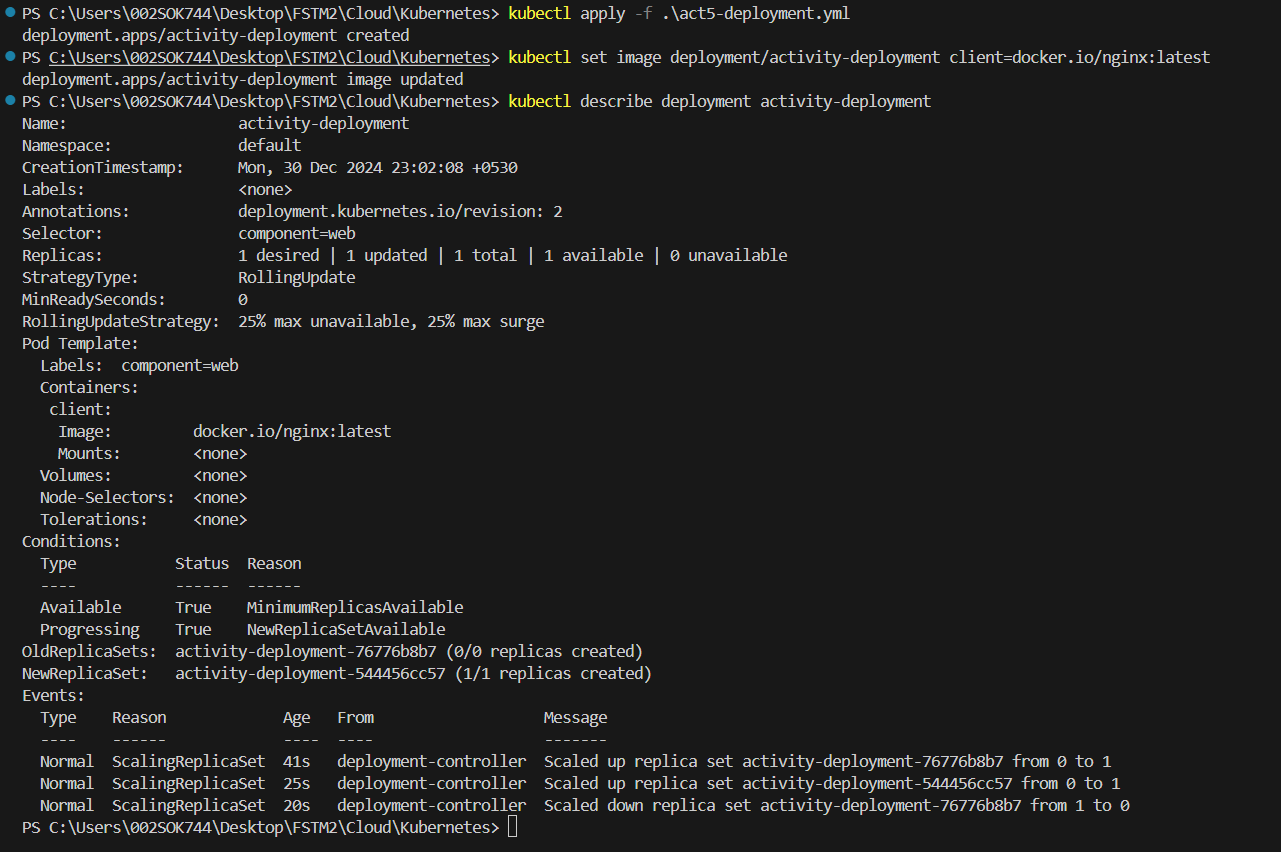 PS C:\Users\002SOK744\Desktop\FSTM2\Cloud\Kubernetes> kubectl apply -f .\act5-deployment.yml
deployment.apps/activity-deployment created
PS C:\Users\002SOK744\Desktop\FSTM2\Cloud\Kubernetes> kubectl set image deployment/activity-deployment client=docker.io/nginx:latest
deployment.apps/activity-deployment image updated
PS C:\Users\002SOK744\Desktop\FSTM2\Cloud\Kubernetes> kubectl describe deployment activity-deployment
Name:                   activity-deployment
Namespace:              default
CreationTimestamp:      Mon, 30 Dec 2024 23:02:08 +0530
Labels:                 <none>
Annotations:            deployment.kubernetes.io/revision: 2
Selector:               component=web
Replicas:               1 desired | 1 updated | 1 total | 1 available | 0 unavailable
StrategyType:           RollingUpdate
MinReadySeconds:        0
RollingUpdateStrategy:  25% max unavailable, 25% max surge
Pod Template:
  Labels:  component=web
  Containers:
   client:
    Image:         docker.io/nginx:latest
    Mounts:        <none>
  Volumes:         <none>
  Node-Selectors:  <none>
  Tolerations:     <none>
Conditions:
  Type           Status  Reason
  ----           ------  ------
  Available      True    MinimumReplicasAvailable
  Progressing    True    NewReplicaSetAvailable
OldReplicaSets:  activity-deployment-76776b8b7 (0/0 replicas created)
NewReplicaSet:   activity-deployment-544456cc57 (1/1 replicas created)
Events:
  Type    Reason             Age   From                   Message
  ----    ------             ----  ----                   -------
  Normal  ScalingReplicaSet  41s   deployment-controller  Scaled up replica set activity-deployment-76776b8b7 from 0 to 1
  Normal  ScalingReplicaSet  25s   deployment-controller  Scaled up replica set activity-deployment-544456cc57 from 0 to 1
  Normal  ScalingReplicaSet  20s   deployment-controller  Scaled down replica set activity-deployment-76776b8b7 from 1 to 0
PS C:\Users\002SOK744\Desktop\FSTM2\Cloud\Kubernetes>